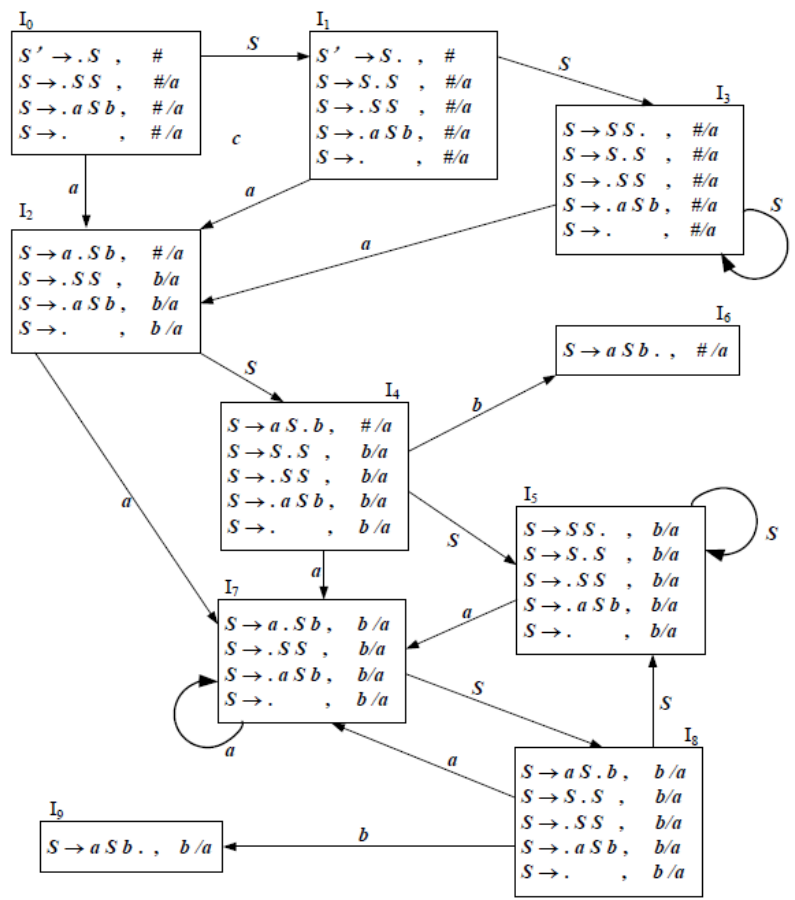 I0
S′ → . S , #
S → . S S , #/a
S → . a S b , #/a
S → . , #/a
S
I1
S′ → S . , #
S → S . S , #/a
S → . S S , #/a
S → . a S b , #/a
S → . , #/a
S
I3
S → S S . , #/a
S → S . S , #/a
S → . S S , #/a
S → . a S b , #/a
S → . , #/a
S
c
a
a
a
I2
S → a . S b , #/a
S → . S S , b/a
S → . a S b , b/a
S → . , b/a
I6
S → a S b . , #/a
S
a
I4
S → a S . b , #/a
S → S . S , b/a
S → . S S , b/a
S → . a S b , b/a
S → . , b/a
b
S
a
I5
S → S S . , b/a
S → S . S , b/a
S → . S S , b/a
S → . a S b , b/a
S → . , b/a
S
a
I7
S → a . S b , b/a
S → . S S , b/a
S → . a S b , b/a
S → . , b/a
a
S
S
a
I8
S → a S . b , b/a
S → S . S , b/a
S → . S S , b/a
S → . a S b , b/a
S → . , b/a
b
I9
S → a S b . , b/a